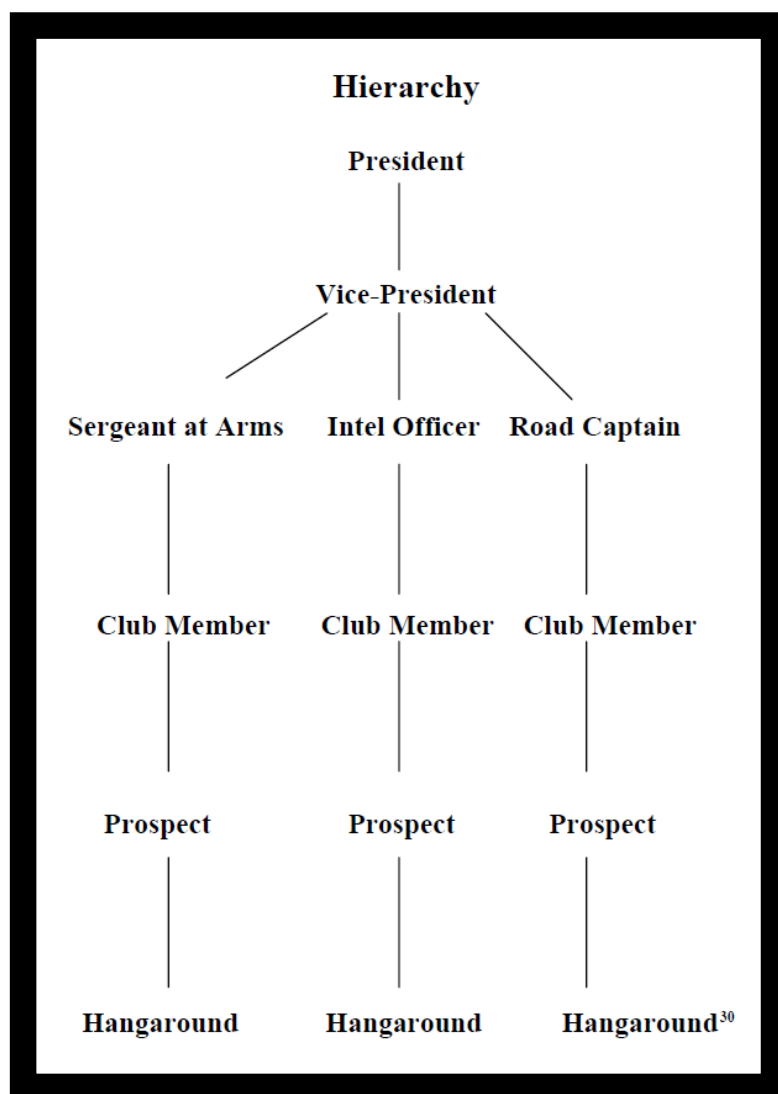 Hierarchy
President
Vice-President
Sergeant at Arms Intel Officer Road Captain
Club Member Club Member Club Member
Prospect Prospect Prospect
Hangaround Hangaround Hangaround30